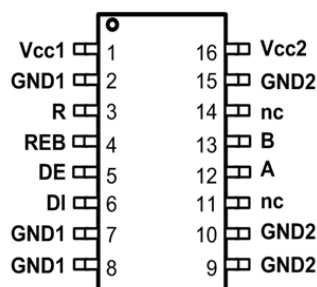 Vcc1 1 16 Vcc2
GND1 2 15 GND2
R 3 14 nc
REB 4 13 B
DE 5 12 A
DI 6 11 nc
GND1 7 10 GND2
GND1 8 9 GND2